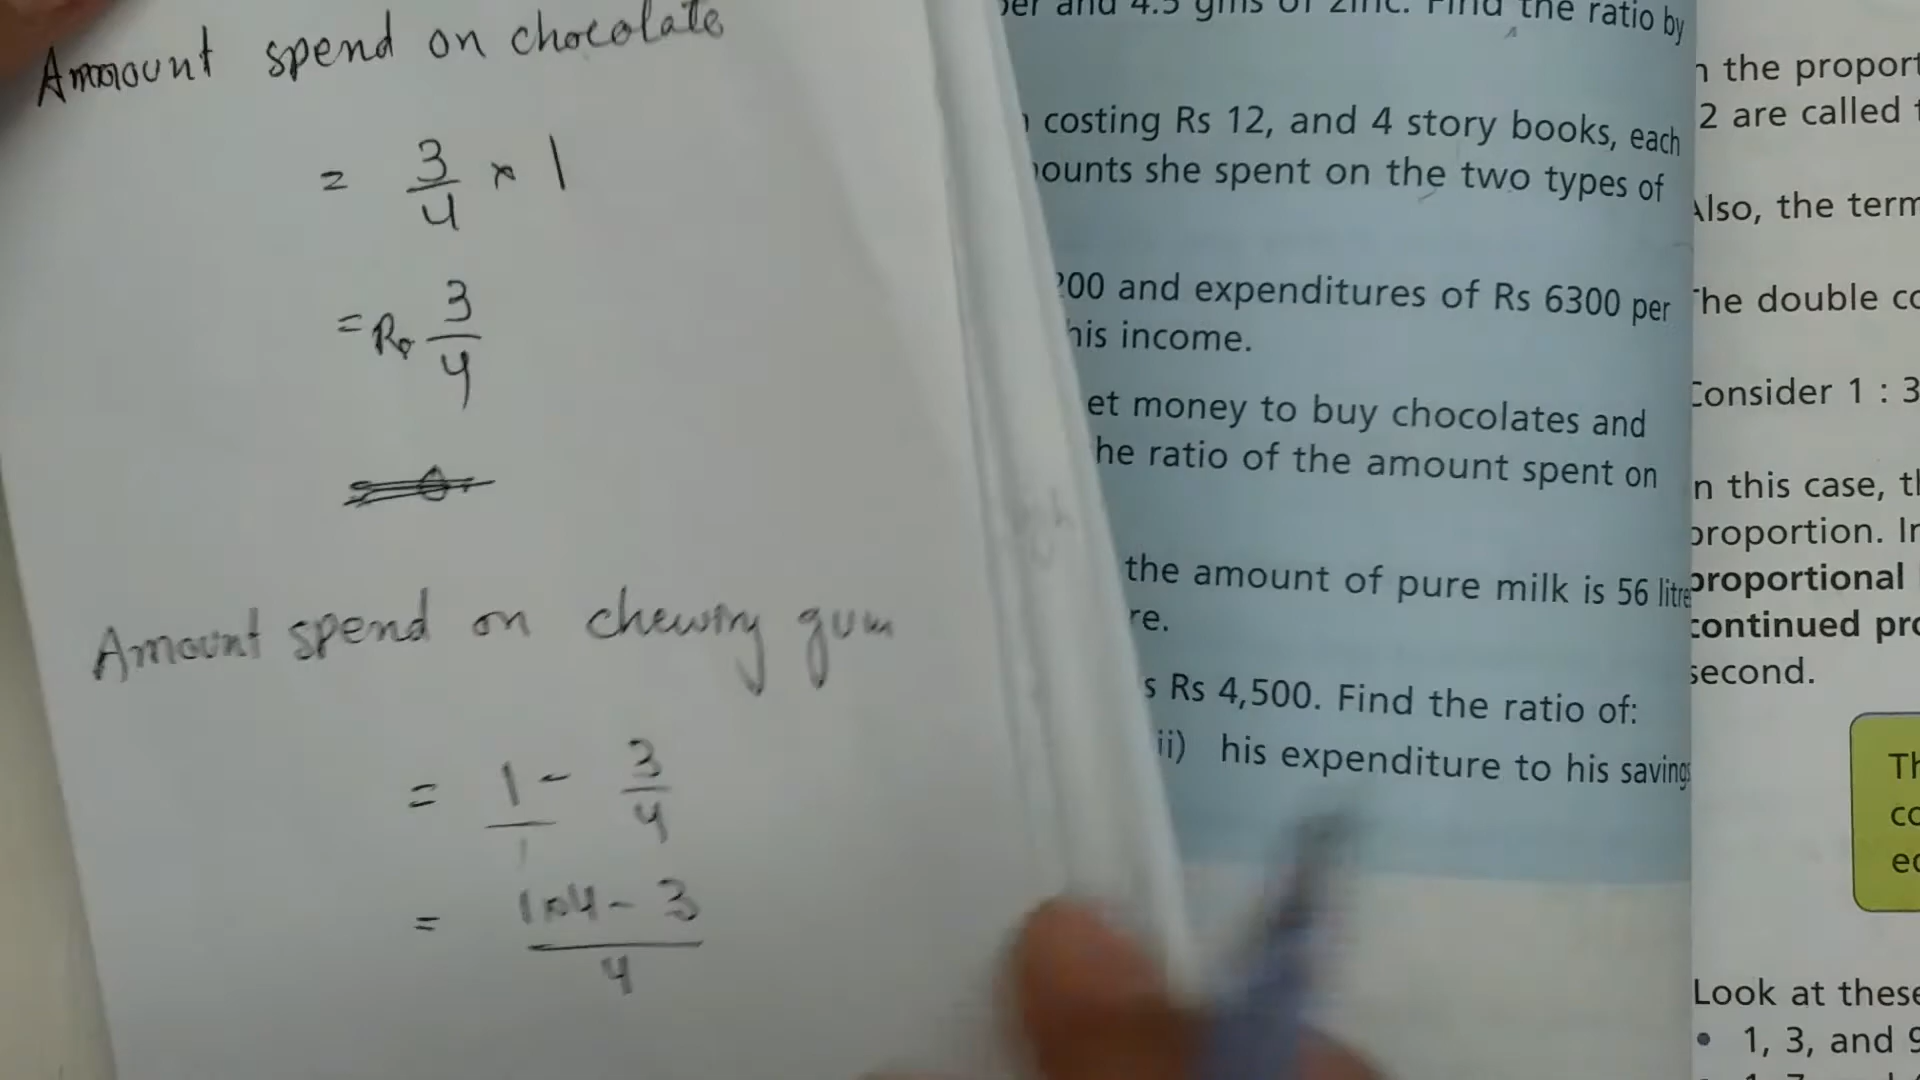 Amount spend on chocolate
= 3/4 × 1
= Rs 3/4
Amount spend on chewing gum
= 1/1 - 3/4
= 1×4-3/4
and 4.5 gms of zinc. Find the ratio by
costing Rs 12, and 4 story books, each
she spent on the two types of
00 and expenditures of Rs 6300 per
his income.
et money to buy chocolates and
he ratio of the amount spent on
the amount of pure milk is 56 litre
re.
s Rs 4,500. Find the ratio of:
ii) his expenditure to his savings
the proport
2 are called
Also, the term
The double co
Consider 1 : 3
n this case, th
proportion. In
proportional
continued pro
second.
Th
co
eq
Look at these
• 1, 3, and 9